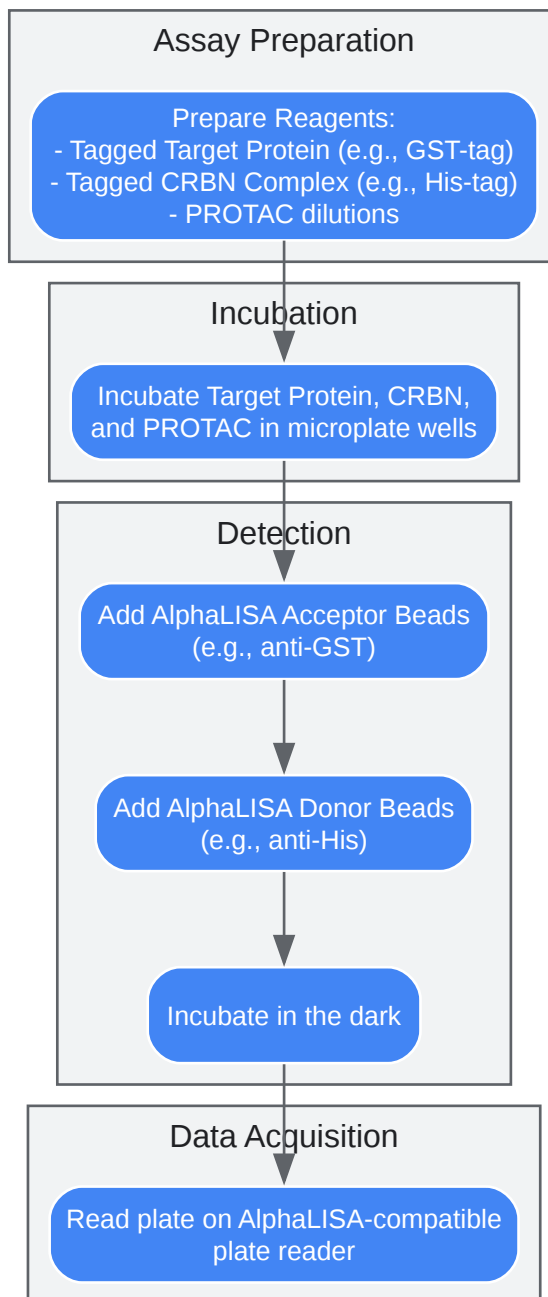 Assay Preparation
Prepare Reagents:
- Tagged Target Protein (e.g., GST-tag)
- Tagged CRBN Complex (e.g., His-tag)
- PROTAC dilutions
Incubation
Incubate Target Protein, CRBN,
and PROTAC in microplate wells
Detection
Add AlphaLISA Acceptor Beads
(e.g., anti-GST)
Add AlphaLISA Donor Beads
(e.g., anti-His)
Incubate in the dark
Data Acquisition
Read plate on AlphaLISA-compatible
plate reader